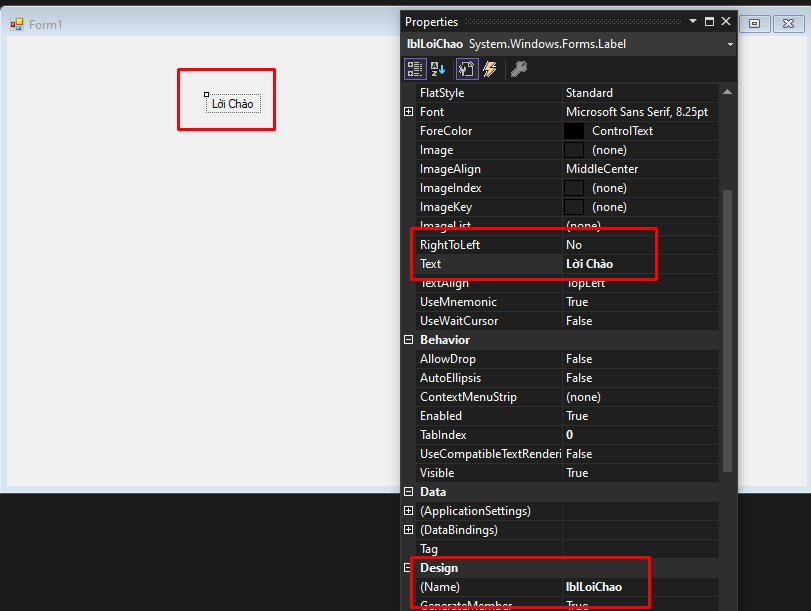 Form1
Lời Chào
Properties
lblLoiChao System.Windows.Forms.Label
FlatStyle Standard
Font Microsoft Sans Serif, 8.25pt
ForeColor ControlText
Image (none)
ImageAlign MiddleCenter
ImageIndex (none)
ImageKey (none)
ImageList (none)
RightToLeft No
Text Lời Chào
TextAlign TopLeft
UseMnemonic True
UseWaitCursor False
Behavior
AllowDrop False
AutoEllipsis False
ContextMenuStrip (none)
Enabled True
TabIndex 0
UseCompatibleTextRenderi False
Visible True
Data
(ApplicationSettings)
(DataBindings)
Tag
Design
(Name) lblLoiChao
GenerateMember True